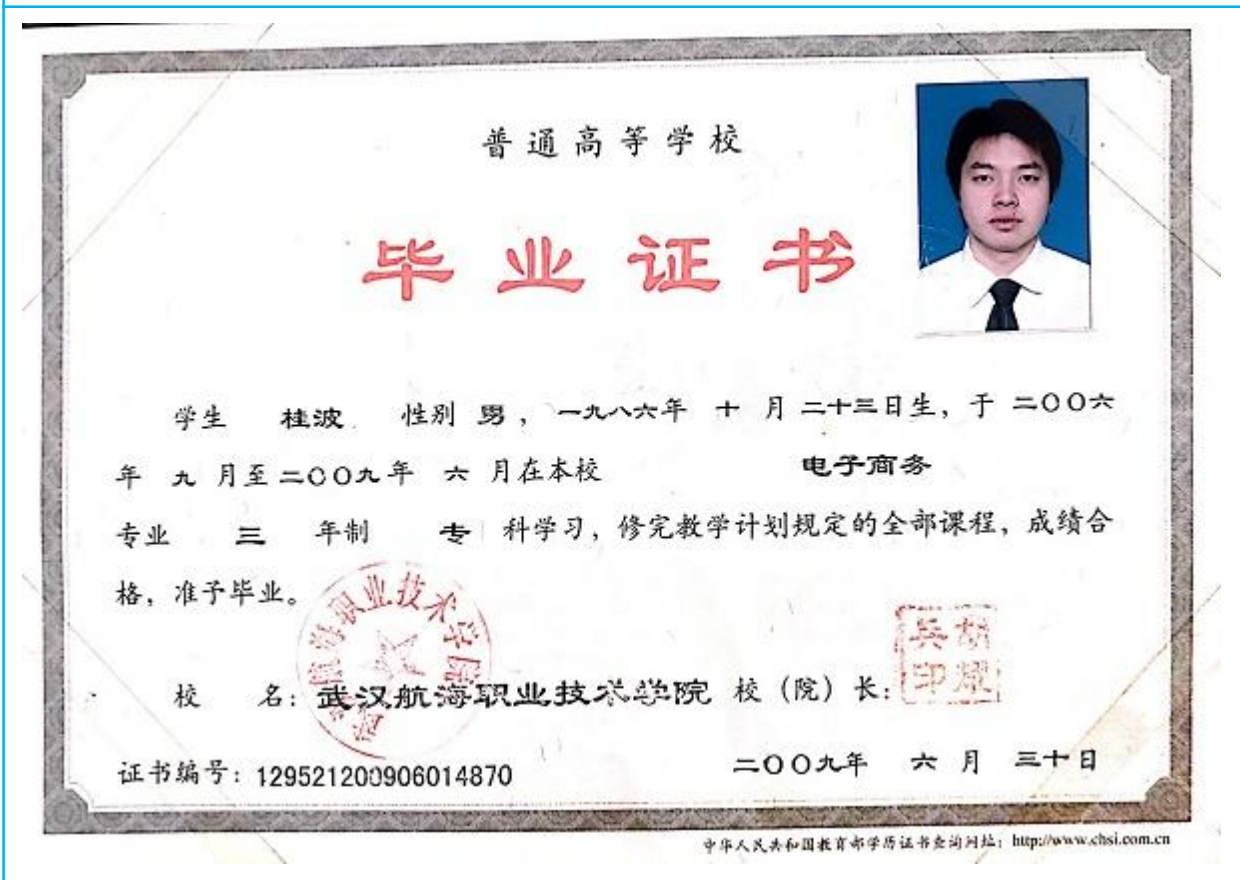 普通高等学校
毕业证书
学生 桂波 性别 男，一九八六年 十 月 二十三日生，于 二〇〇六
年 九 月至二〇〇九年 六 月在本校 电子商务
专业 三 年制 专 科学习，修完教学计划规定的全部课程，成绩合
格，准予毕业。
校 名：武汉航海职业技术学院 校（院）长：
证书编号：129521200906014870 二〇〇九年 六 月 三十日
中华人民共和国教育部学历证书查询网址：http://www.chsi.com.cn